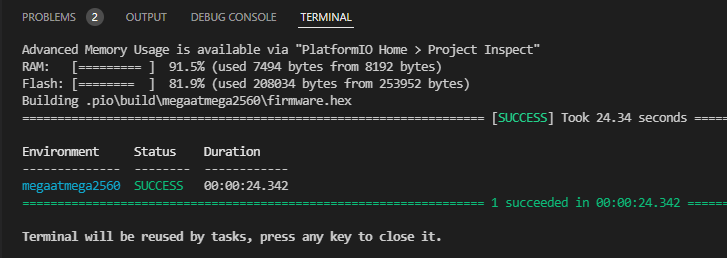 PROBLEMS 2 OUTPUT DEBUG CONSOLE TERMINAL
Advanced Memory Usage is available via "PlatformIO Home > Project Inspect"
RAM:   [========= ]  91.5% (used 7494 bytes from 8192 bytes)
Flash: [========  ]  81.9% (used 208034 bytes from 253952 bytes)
Building .pio\build\megaatmega2560\firmware.hex
================================================================== [SUCCESS] Took 24.34 seconds =====
Environment     Status    Duration
--------------  --------  ------------
megaatmega2560  SUCCESS   00:00:24.342
================================================================== 1 succeeded in 00:00:24.342 ======
Terminal will be reused by tasks, press any key to close it.